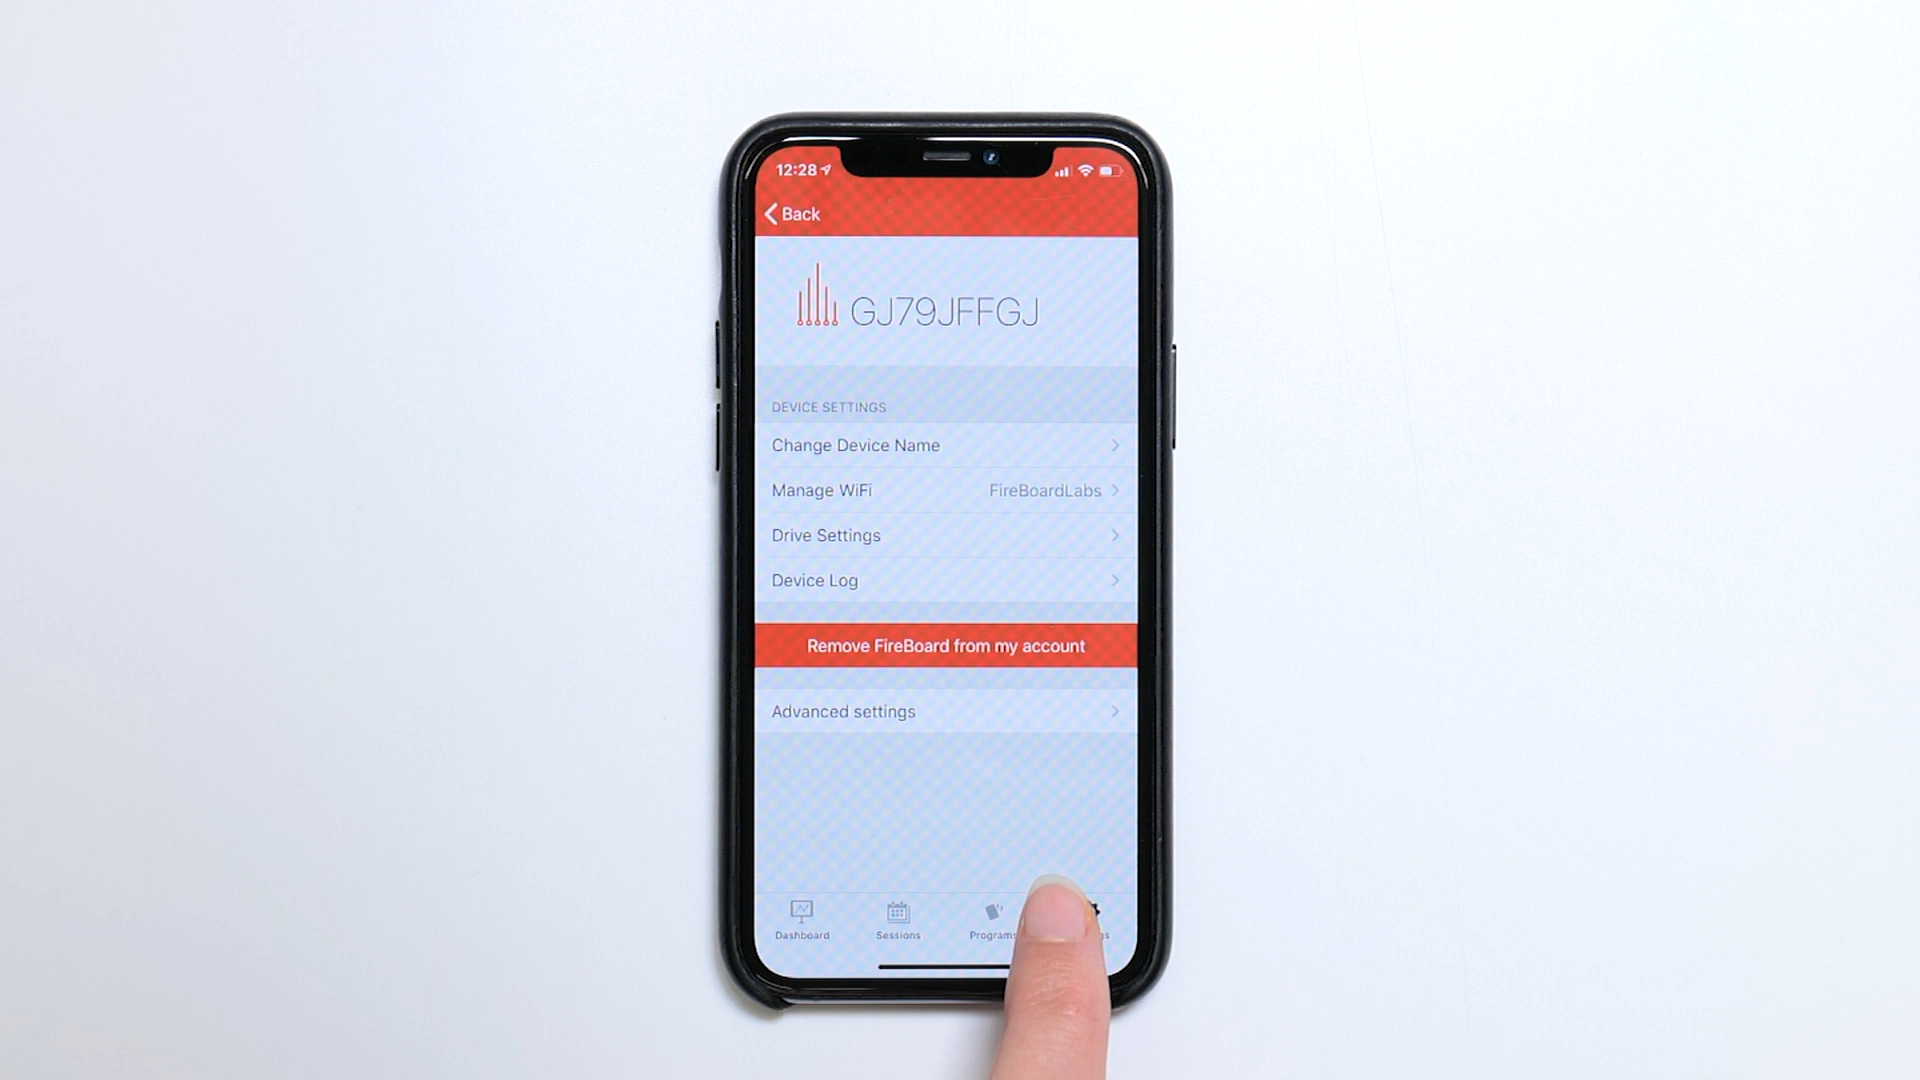 12:28
Back
GJ79JFFGJ
DEVICE SETTINGS
Change Device Name
Manage WiFi FireBoardLabs
Drive Settings
Device Log
Remove FireBoard from my account
Advanced settings
Dashboard Sessions Programs